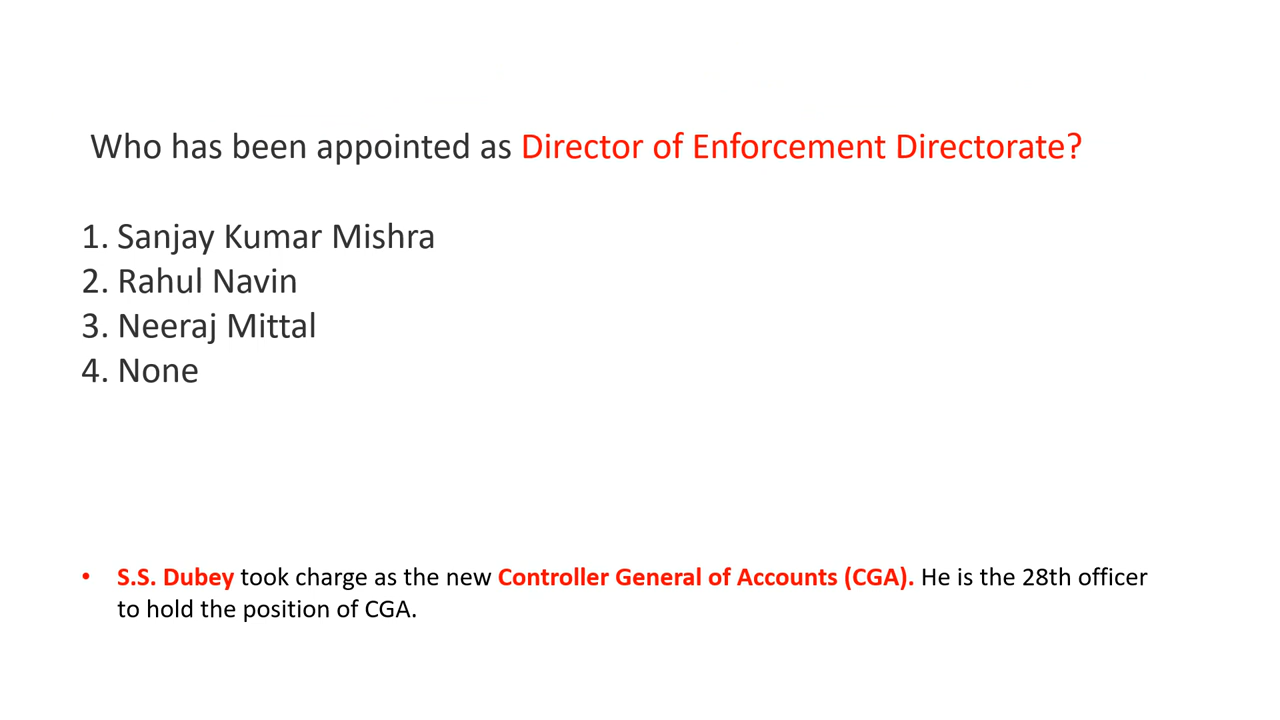 Who has been appointed as Director of Enforcement Directorate?
1. Sanjay Kumar Mishra
2. Rahul Navin
3. Neeraj Mittal
4. None
• S.S. Dubey took charge as the new Controller General of Accounts (CGA). He is the 28th officer
to hold the position of CGA.